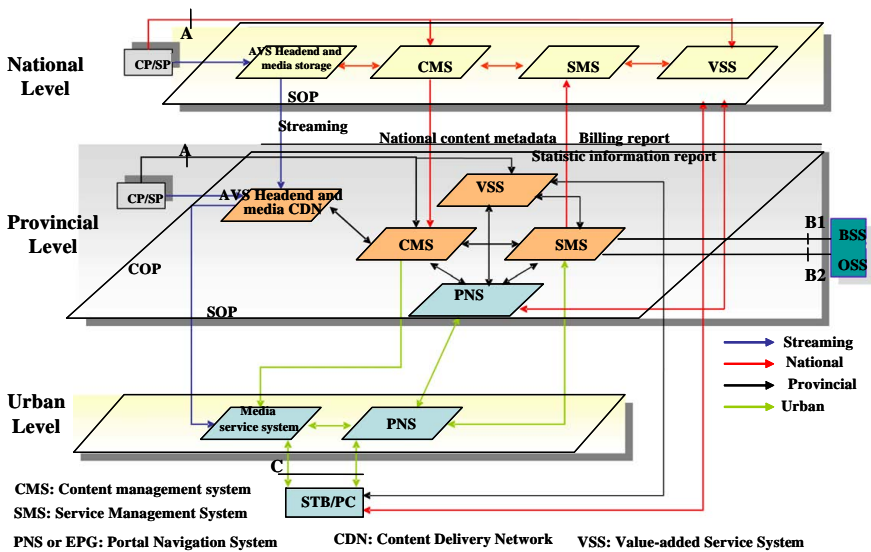 A
National
Level
CP/SP
AVS Headend and
media storage
CMS
SMS
VSS
SOP
Streaming
National content metadata
Billing report
Statistic information report
A
Provincial
Level
CP/SP
AVS Headend and
media CDN
VSS
CMS
SMS
PNS
COP
SOP
B1
B2
BSS
OSS
Streaming
National
Provincial
Urban
Urban
Level
Media
service system
PNS
C
STB/PC
CMS: Content management system
SMS: Service Management System
PNS or EPG: Portal Navigation System
CDN: Content Delivery Network
VSS: Value-added Service System